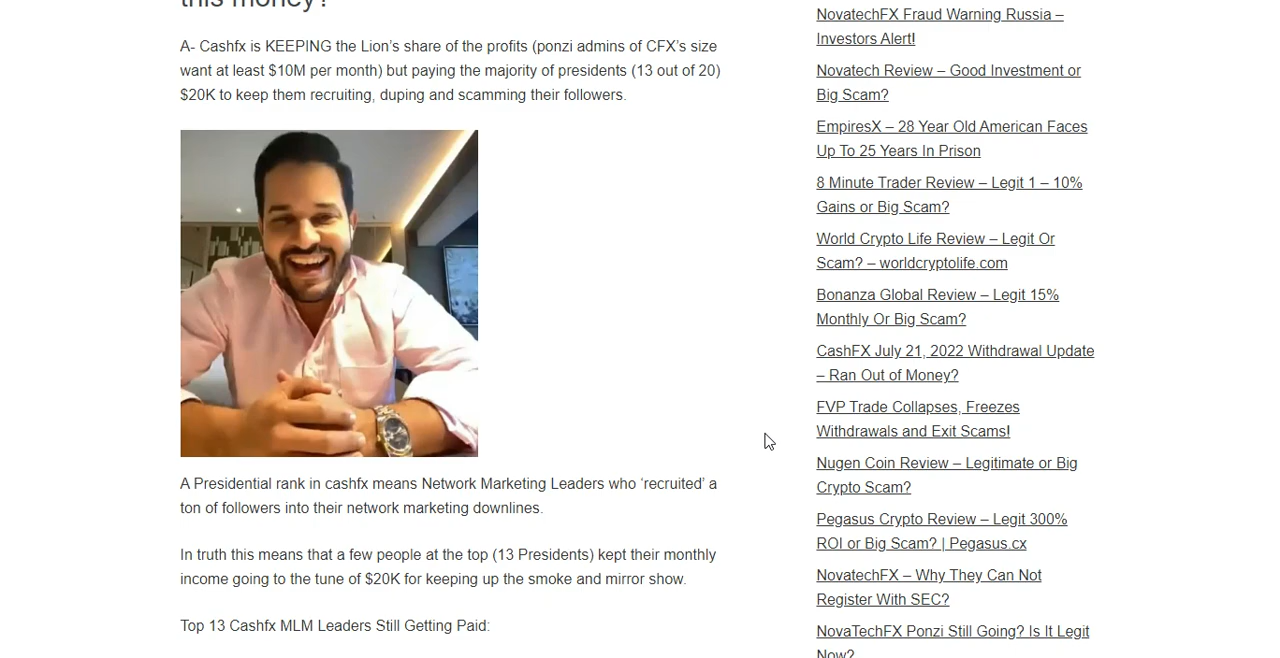 this money?
A- Cashfx is KEEPING the Lion's share of the profits (ponzi admins of CFX's size
want at least $10M per month) but paying the majority of presidents (13 out of 20)
$20K to keep them recruiting, duping and scamming their followers.
A Presidential rank in cashfx means Network Marketing Leaders who ‘recruited’ a
ton of followers into their network marketing downlines.
In truth this means that a few people at the top (13 Presidents) kept their monthly
income going to the tune of $20K for keeping up the smoke and mirror show.
Top 13 Cashfx MLM Leaders Still Getting Paid:
NovatechFX Fraud Warning Russia –
Investors Alert!
Novatech Review – Good Investment or
Big Scam?
EmpiresX – 28 Year Old American Faces
Up To 25 Years In Prison
8 Minute Trader Review – Legit 1 – 10%
Gains or Big Scam?
World Crypto Life Review – Legit Or
Scam? – worldcryptolife.com
Bonanza Global Review – Legit 15%
Monthly Or Big Scam?
CashFX July 21, 2022 Withdrawal Update
– Ran Out of Money?
FVP Trade Collapses, Freezes
Withdrawals and Exit Scams!
Nugen Coin Review – Legitimate or Big
Crypto Scam?
Pegasus Crypto Review – Legit 300%
ROI or Big Scam? | Pegasus.cx
NovatechFX – Why They Can Not
Register With SEC?
NovaTechFX Ponzi Still Going? Is It Legit
Now?